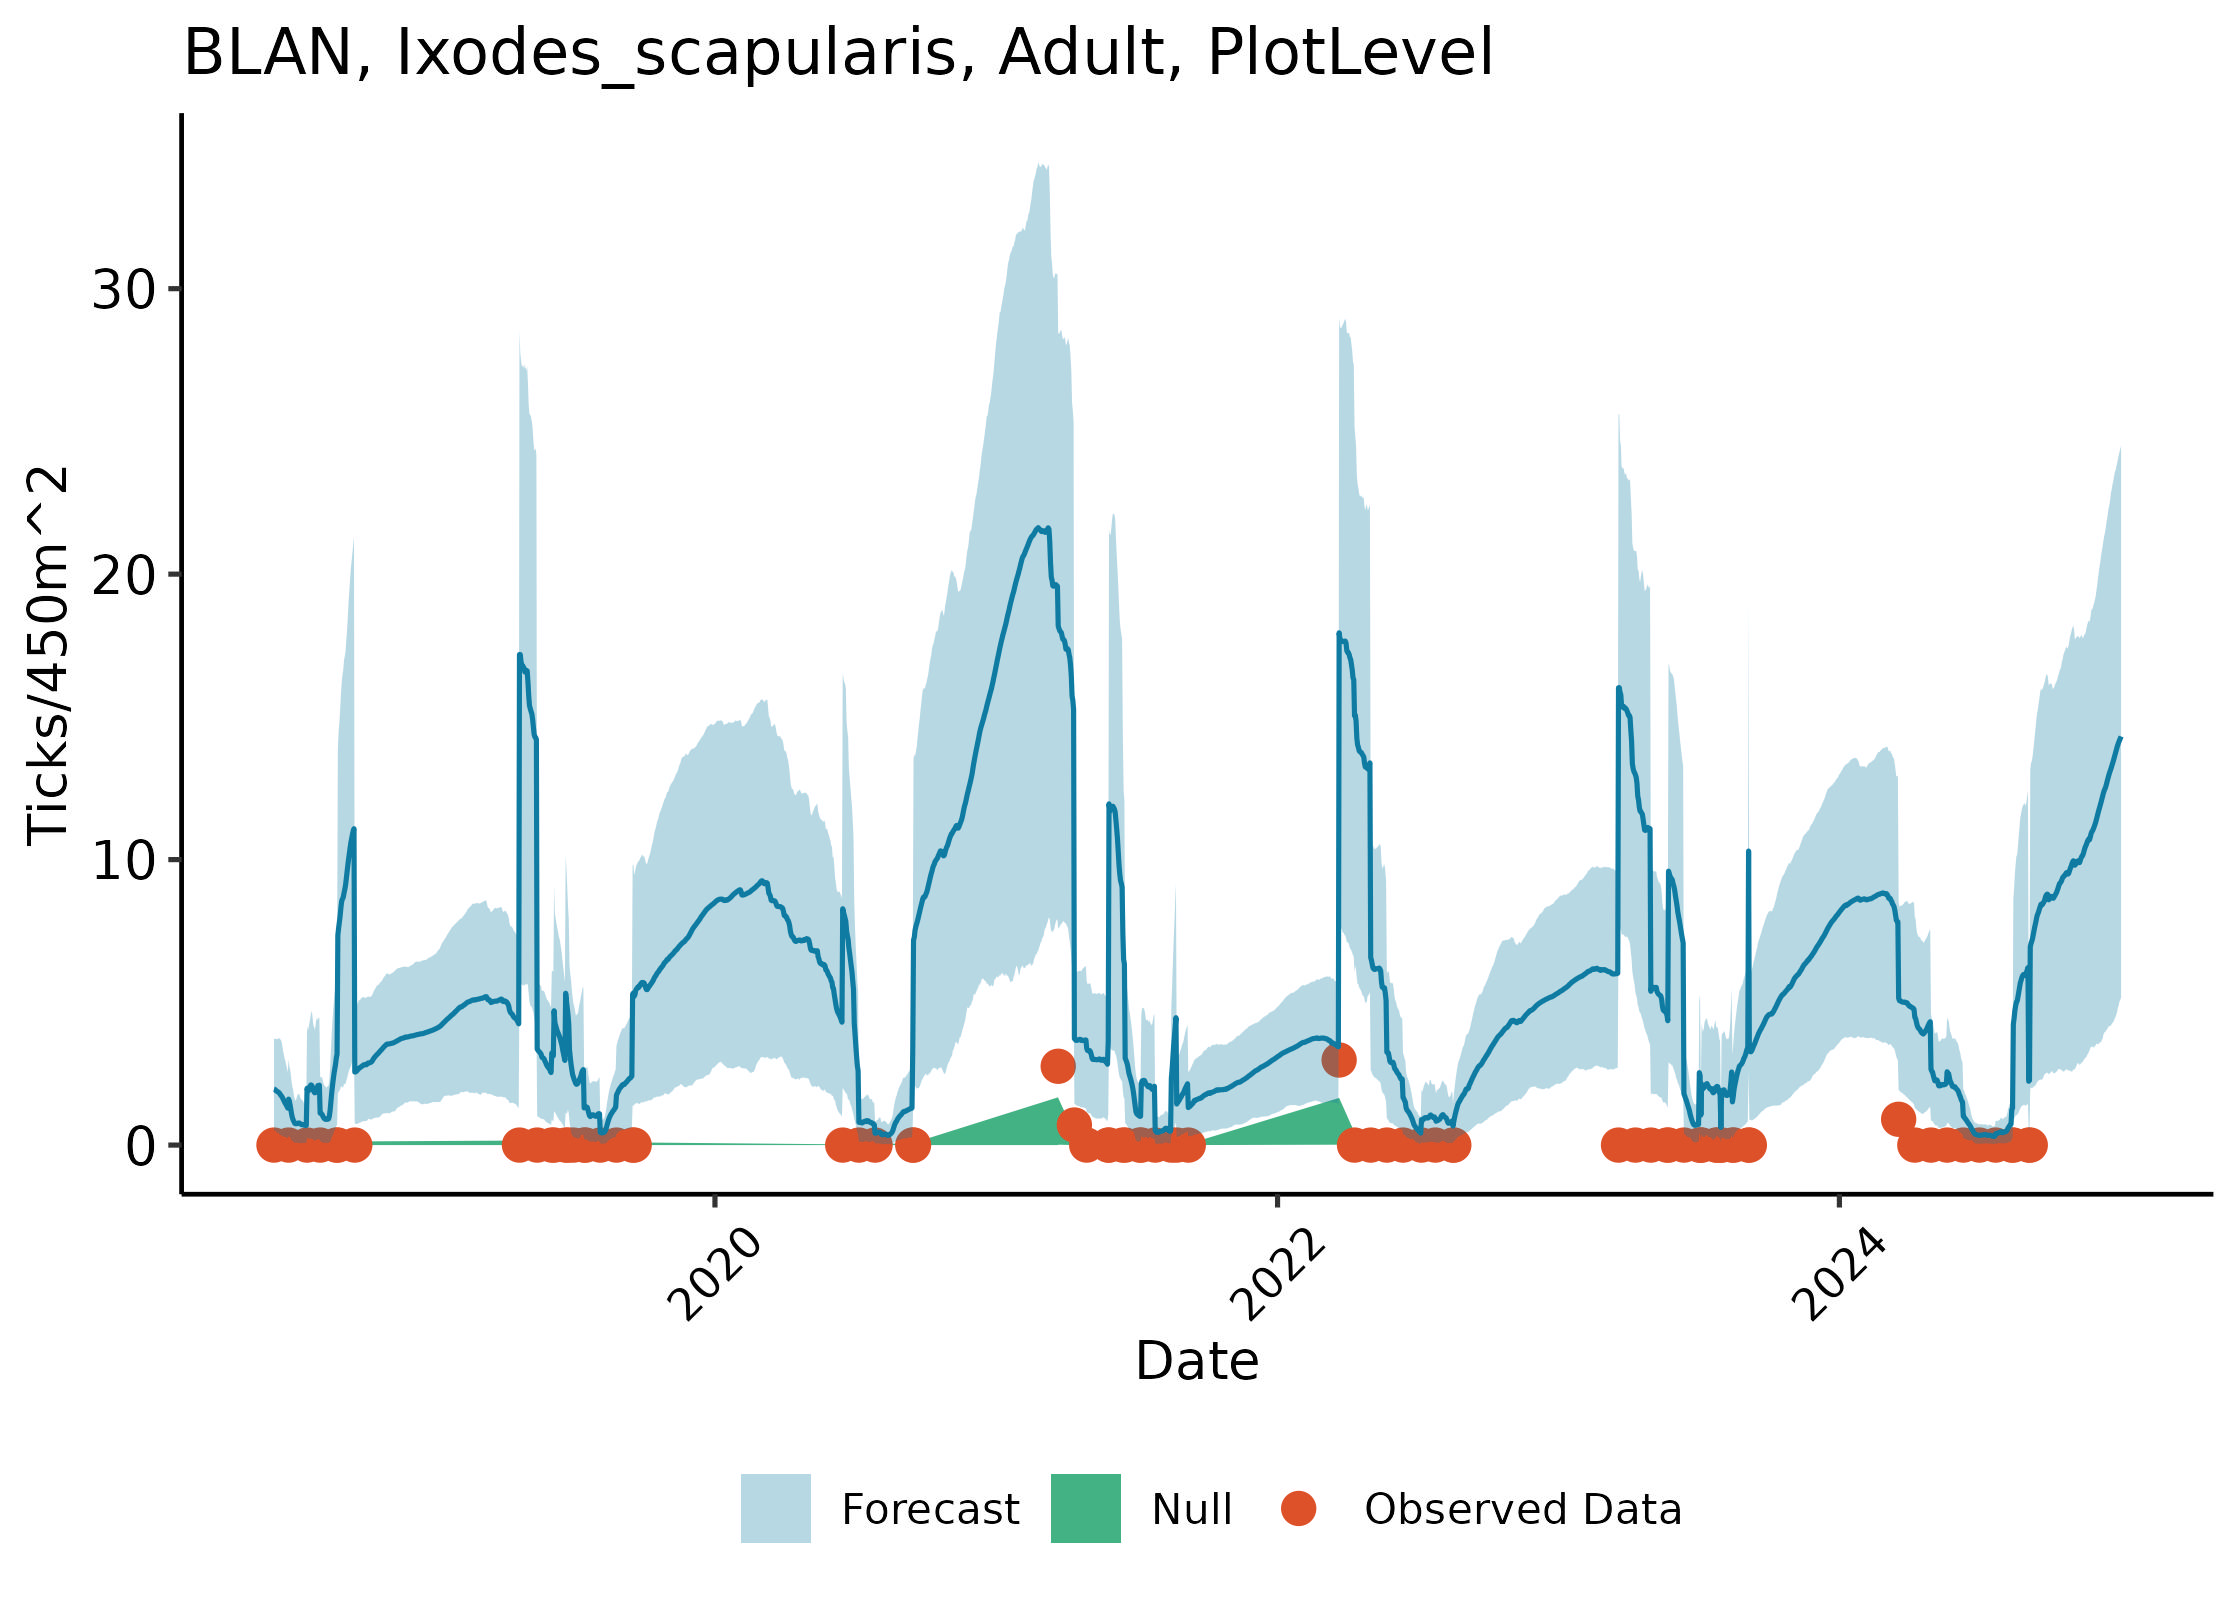 BLAN, Ixodes_scapularis, Adult, PlotLevel
Ticks/450m^2
30
20
10
0
2020
2022
2024
Date
Forecast
Null
Observed Data